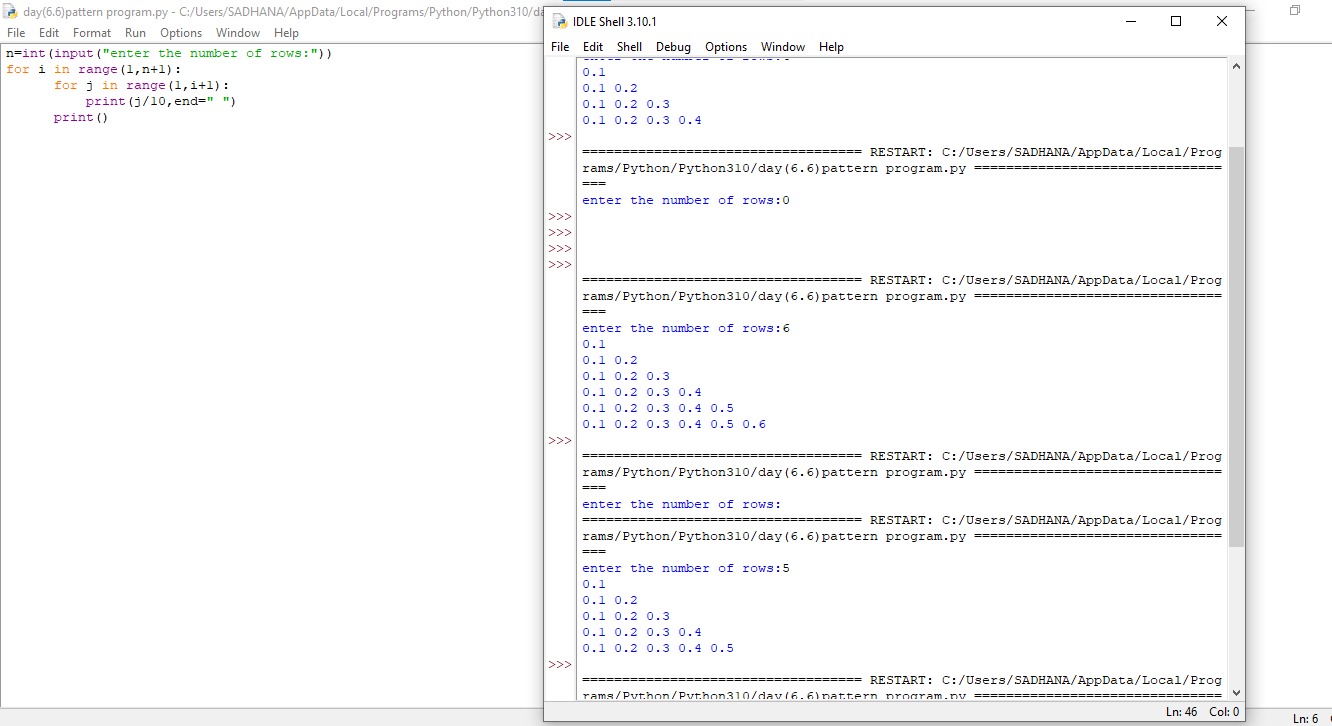 day(6.6)pattern program.py - C:/Users/SADHANA/AppData/Local/Programs/Python/Python310/da
File Edit Format Run Options Window Help
n=int(input("enter the number of rows:"))
for i in range(1,n+1):
      for j in range(1,i+1):
          print(j/10,end=" ")
      print()
Ln: 6
IDLE Shell 3.10.1
File Edit Shell Debug Options Window Help
0.1
0.1 0.2
0.1 0.2 0.3
0.1 0.2 0.3 0.4
>>>
=================================== RESTART: C:/Users/SADHANA/AppData/Local/Prog
rams/Python/Python310/day(6.6)pattern program.py ===============================
===
enter the number of rows:0
>>>
>>>
>>>
>>>
=================================== RESTART: C:/Users/SADHANA/AppData/Local/Prog
rams/Python/Python310/day(6.6)pattern program.py ===============================
===
enter the number of rows:6
0.1
0.1 0.2
0.1 0.2 0.3
0.1 0.2 0.3 0.4
0.1 0.2 0.3 0.4 0.5
0.1 0.2 0.3 0.4 0.5 0.6
>>>
=================================== RESTART: C:/Users/SADHANA/AppData/Local/Prog
rams/Python/Python310/day(6.6)pattern program.py ===============================
===
enter the number of rows:
=================================== RESTART: C:/Users/SADHANA/AppData/Local/Prog
rams/Python/Python310/day(6.6)pattern program.py ===============================
===
enter the number of rows:5
0.1
0.1 0.2
0.1 0.2 0.3
0.1 0.2 0.3 0.4
0.1 0.2 0.3 0.4 0.5
>>>
=================================== RESTART: C:/Users/SADHANA/AppData/Local/Prog
rams/Python/Python310/day(6.6)pattern program.py ===============================
Ln: 46 Col: 0